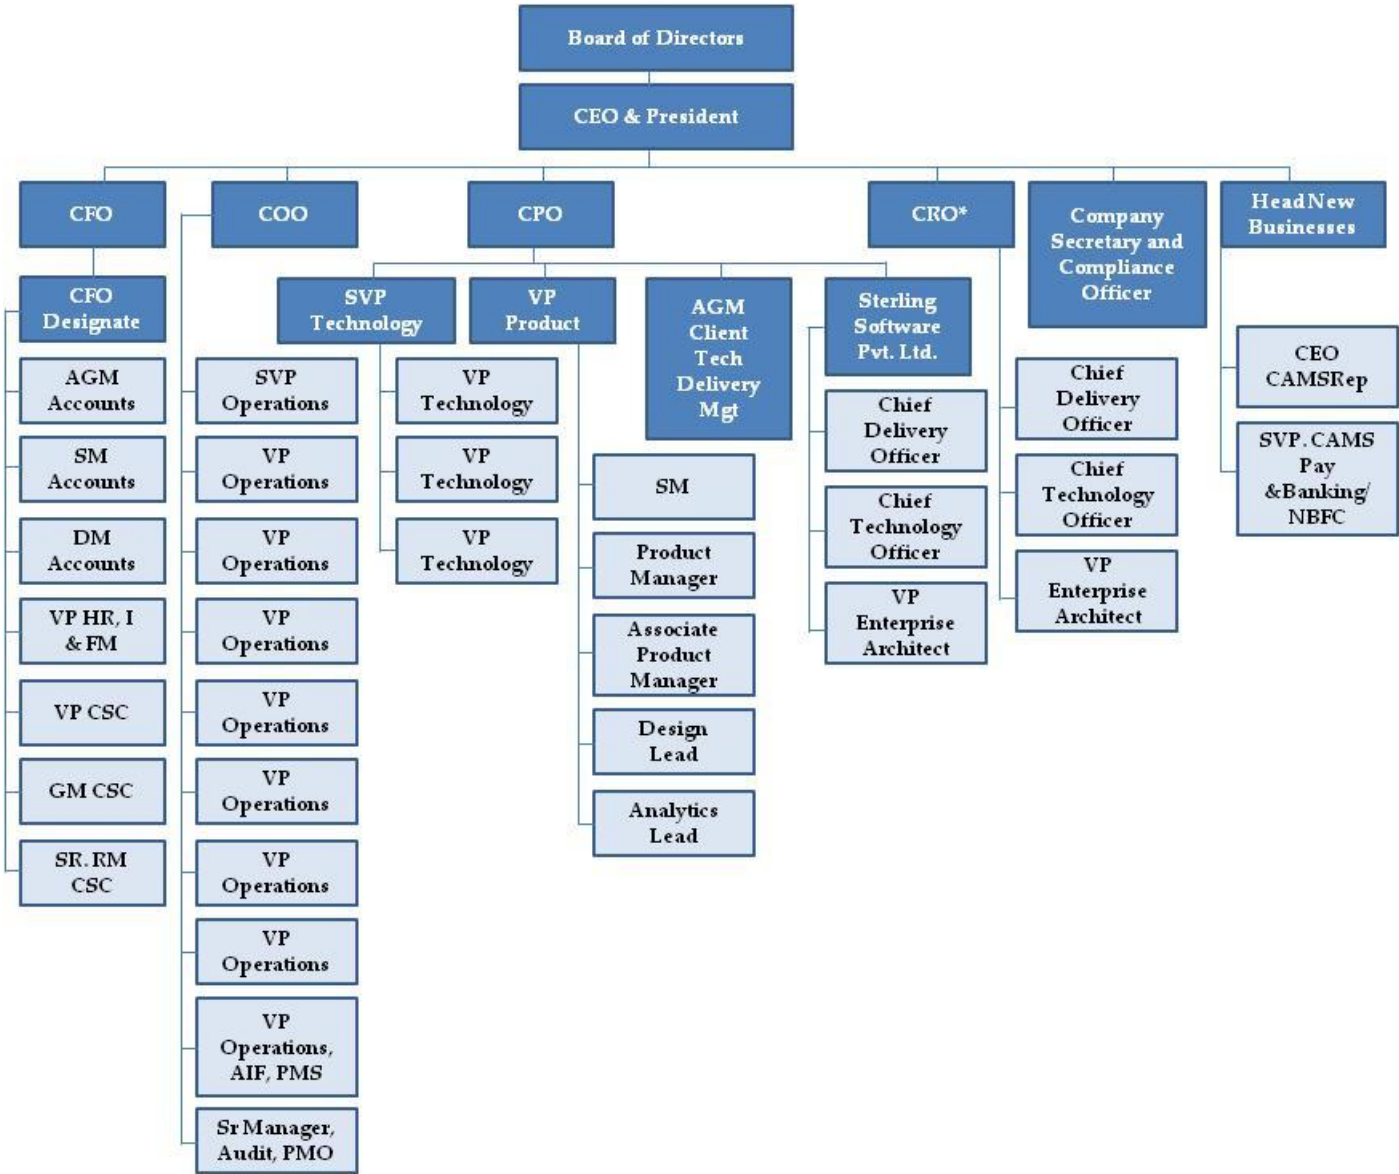 Board of Directors
CEO & President
CFO
COO
CPO
CRO*
Company
Secretary and
Compliance
Officer
Head New
Businesses
CFO
Designate
AGM
Accounts
SM
Accounts
DM
Accounts
VP HR, I
& FM
VP CSC
GM CSC
SR. RM
CSC
SVP
Operations
VP
Operations
VP
Operations
VP
Operations
VP
Operations
VP
Operations
VP
Operations
VP
Operations
VP
Operations,
AIF, PMS
Sr Manager,
Audit, PMO
SVP
Technology
VP
Technology
VP
Technology
VP
Technology
VP
Product
SM
Product
Manager
Associate
Product
Manager
Design
Lead
Analytics
Lead
AGM
Client
Tech
Delivery
Mgt
Sterling
Software
Pvt. Ltd.
Chief
Delivery
Officer
Chief
Technology
Officer
VP
Enterprise
Architect
Chief
Delivery
Officer
Chief
Technology
Officer
VP
Enterprise
Architect
CEO
CAMSRep
SVP. CAMS
Pay
&Banking/
NBFC